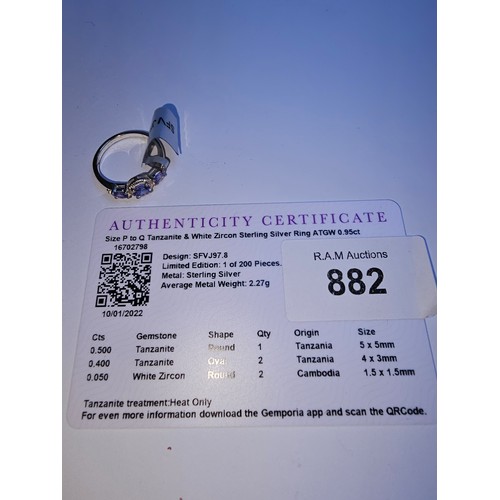 SFV
AUTHENTICITY CERTIFICATE
Size P to Q Tanzanite & White Zircon Sterling Silver Ring ATGW 0.95ct
16702798
Design: SFVJ97.8
Limited Edition: 1 of 200 Pieces.
Metal: Sterling Silver
Average Metal Weight: 2.27g
10/01/2022
R.A.M Auctions
882
Cts Gemstone Shape Qty Origin Size
0.500 Tanzanite Round 1 Tanzania 5 x 5mm
0.400 Tanzanite Oval 2 Tanzania 4 x 3mm
0.050 White Zircon Round 2 Cambodia 1.5 x 1.5mm
Tanzanite treatment:Heat Only
For even more information download the Gemporia app and scan the QRCode.